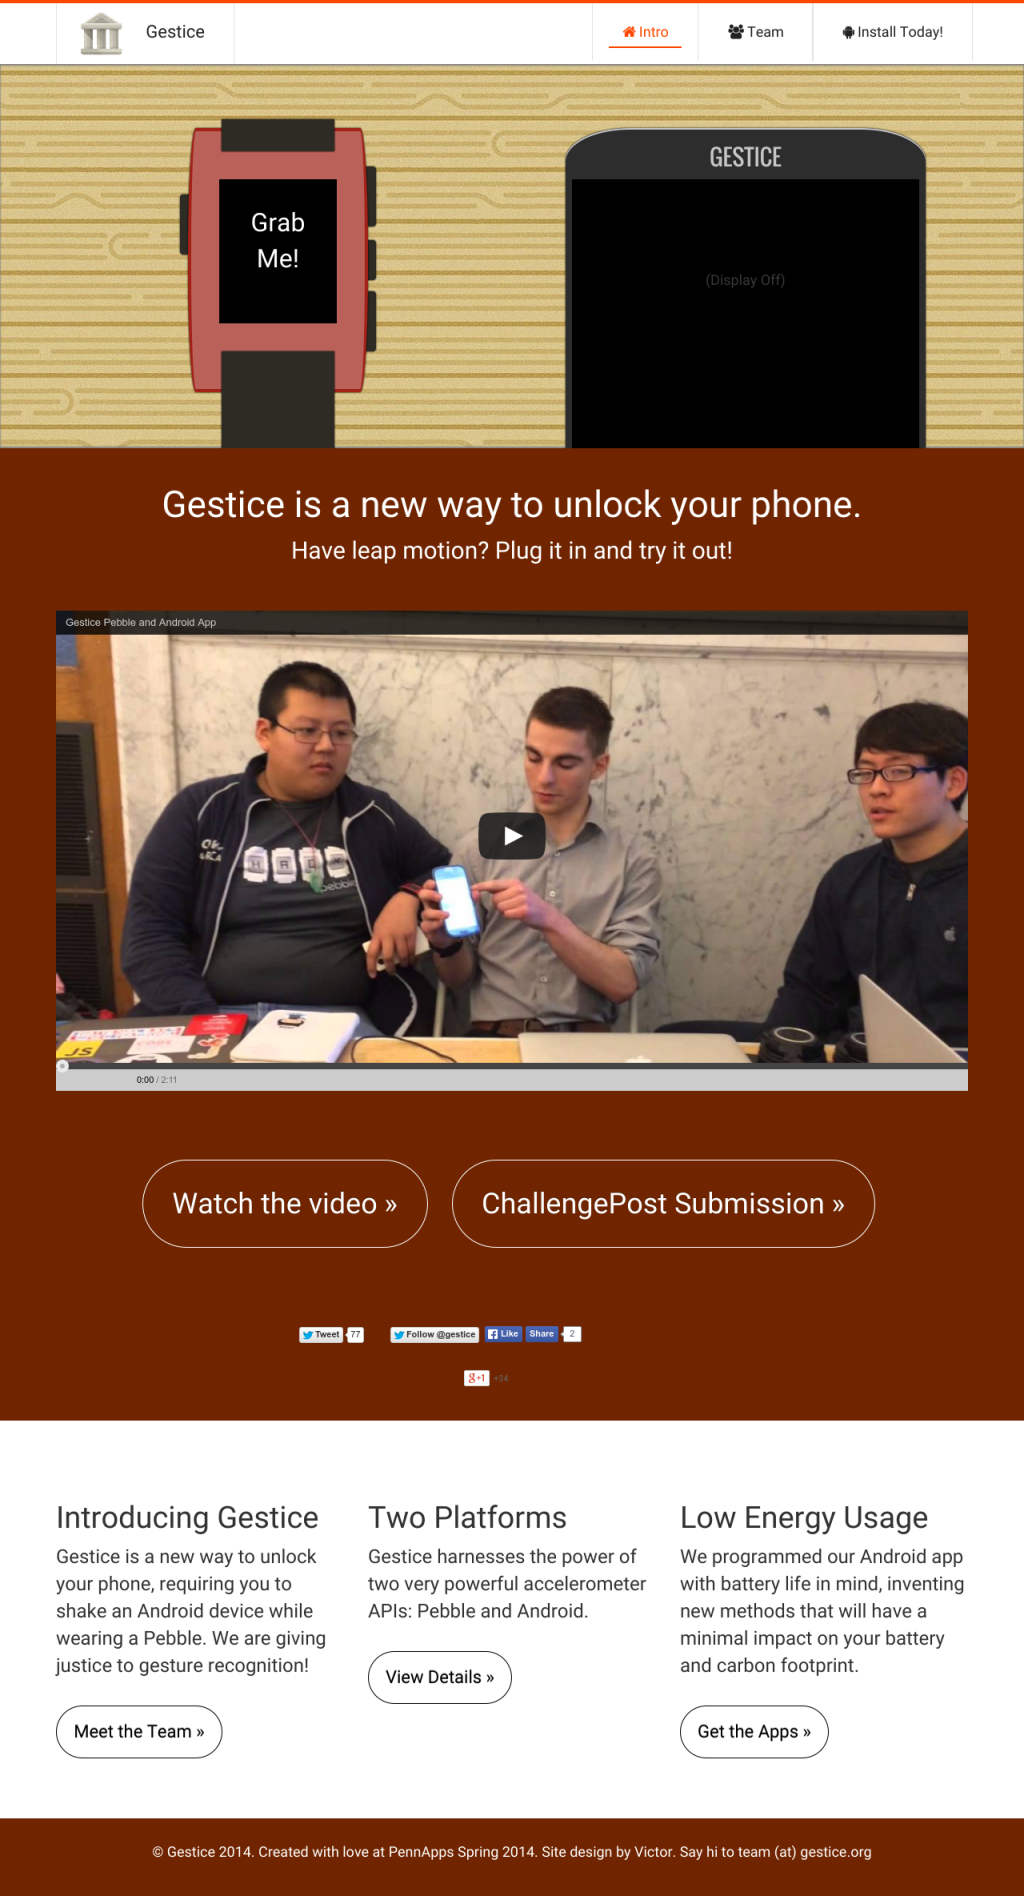 Gestice
Intro
Team
Install Today!
Grab
Me!
GESTICE
(Display Off)
Gestice is a new way to unlock your phone.
Have leap motion? Plug it in and try it out!
Gestice Pebble and Android App
HACK
pebble
JS
0:00 / 2:11
Watch the video »
ChallengePost Submission »
Tweet
77
Follow @gestice
Like
Share
2
g+1
+34
Introducing Gestice
Gestice is a new way to unlock
your phone, requiring you to
shake an Android device while
wearing a Pebble. We are giving
justice to gesture recognition!
Meet the Team »
Two Platforms
Gestice harnesses the power of
two very powerful accelerometer
APIs: Pebble and Android.
View Details »
Low Energy Usage
We programmed our Android app
with battery life in mind, inventing
new methods that will have a
minimal impact on your battery
and carbon footprint.
Get the Apps »
© Gestice 2014. Created with love at PennApps Spring 2014. Site design by Victor. Say hi to team (at) gestice.org